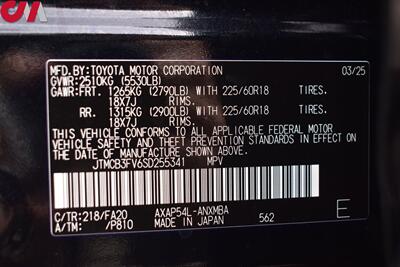 CIA
MFD.BY:TOYOTA MOTOR CORPORATION 03/25
GVWR:2510KG (5530LB)
GAWR:FRT. 1265KG (2790LB) WITH 225/60R18 TIRES.
18X7J RIMS.
RR. 1315KG (2900LB) WITH 225/60R18 TIRES.
18X7J RIMS.
THIS VEHICLE CONFORMS TO ALL APPLICABLE FEDERAL MOTOR
VEHICLE SAFETY AND THEFT PREVENTION STANDARDS IN EFFECT
ON THE DATE OF MANUFACTURE SHOWN ABOVE.
JTMCB3FV6SD255341 MPV
C/TR:218/FA20 AXAP54L-ANXMBA
A/TM: /P810 MADE IN JAPAN 562 E